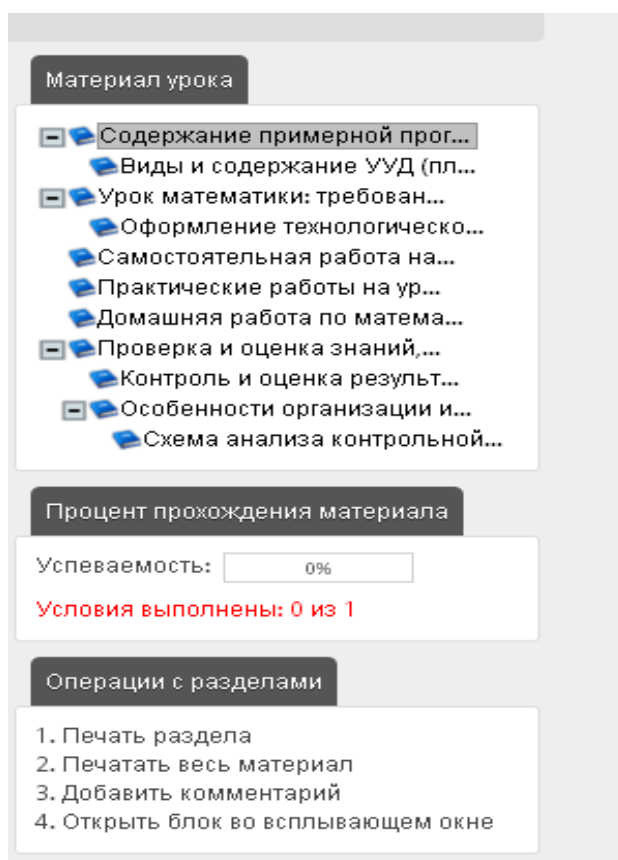 Материал урока
Содержание примерной прог...
Виды и содержание УУД (пл...
Урок математики: требован...
Оформление технологическо...
Самостоятельная работа на...
Практические работы на ур...
Домашняя работа по матема...
Проверка и оценка знаний,...
Контроль и оценка результ...
Особенности организации и...
Схема анализа контрольной...
Процент прохождения материала
Успеваемость: 0%
Условия выполнены: 0 из 1
Операции с разделами
1. Печать раздела
2. Печатать весь материал
3. Добавить комментарий
4. Открыть блок во всплывающем окне